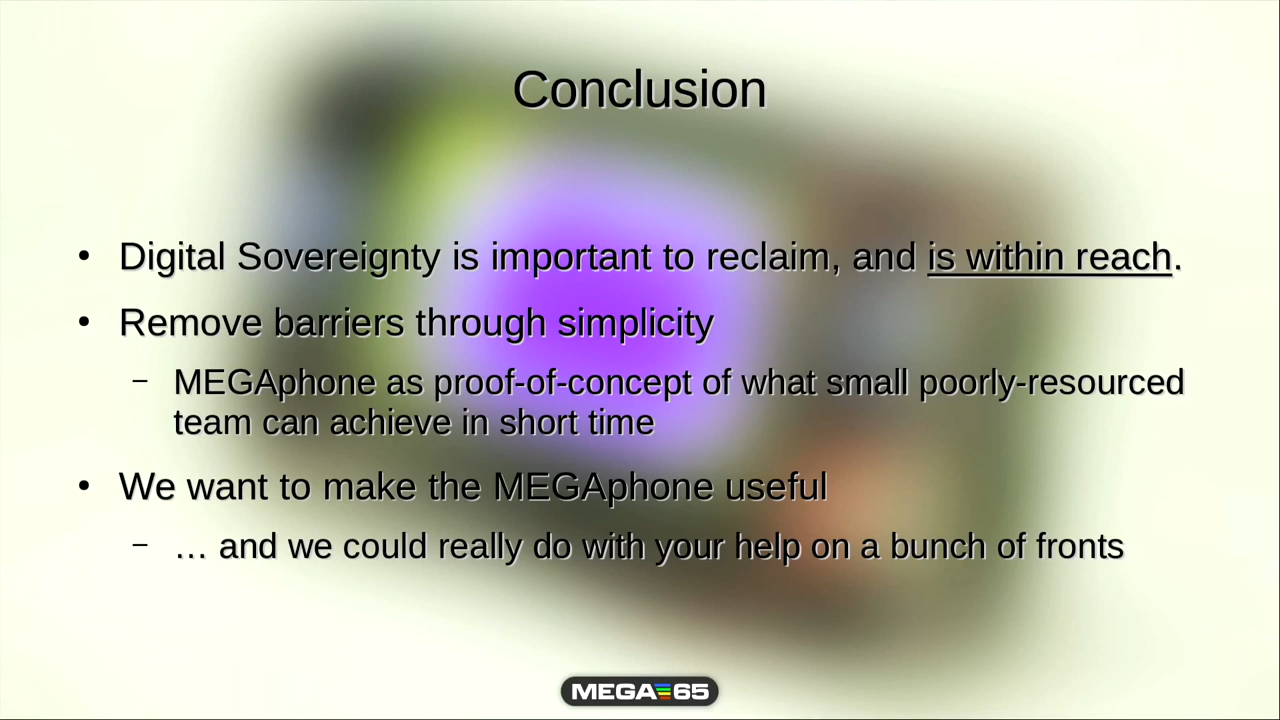 Conclusion
• Digital Sovereignty is important to reclaim, and is within reach.
• Remove barriers through simplicity
– MEGAphone as proof-of-concept of what small poorly-resourced
team can achieve in short time
• We want to make the MEGAphone useful
– … and we could really do with your help on a bunch of fronts
MEGA 65